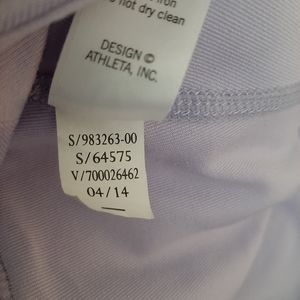 iron
not dry clean
DESIGN ©
ATHLETA, INC.
S/983263-00
S/64575
V/700026462
04/14